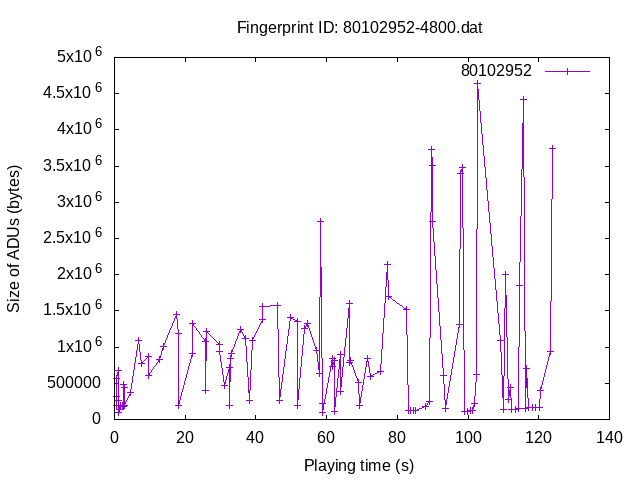 Fingerprint ID: 80102952-4800.dat
80102952
5x10^6
4.5x10^6
4x10^6
3.5x10^6
3x10^6
2.5x10^6
2x10^6
1.5x10^6
1x10^6
500000
0
Size of ADUs (bytes)
0 20 40 60 80 100 120 140
Playing time (s)